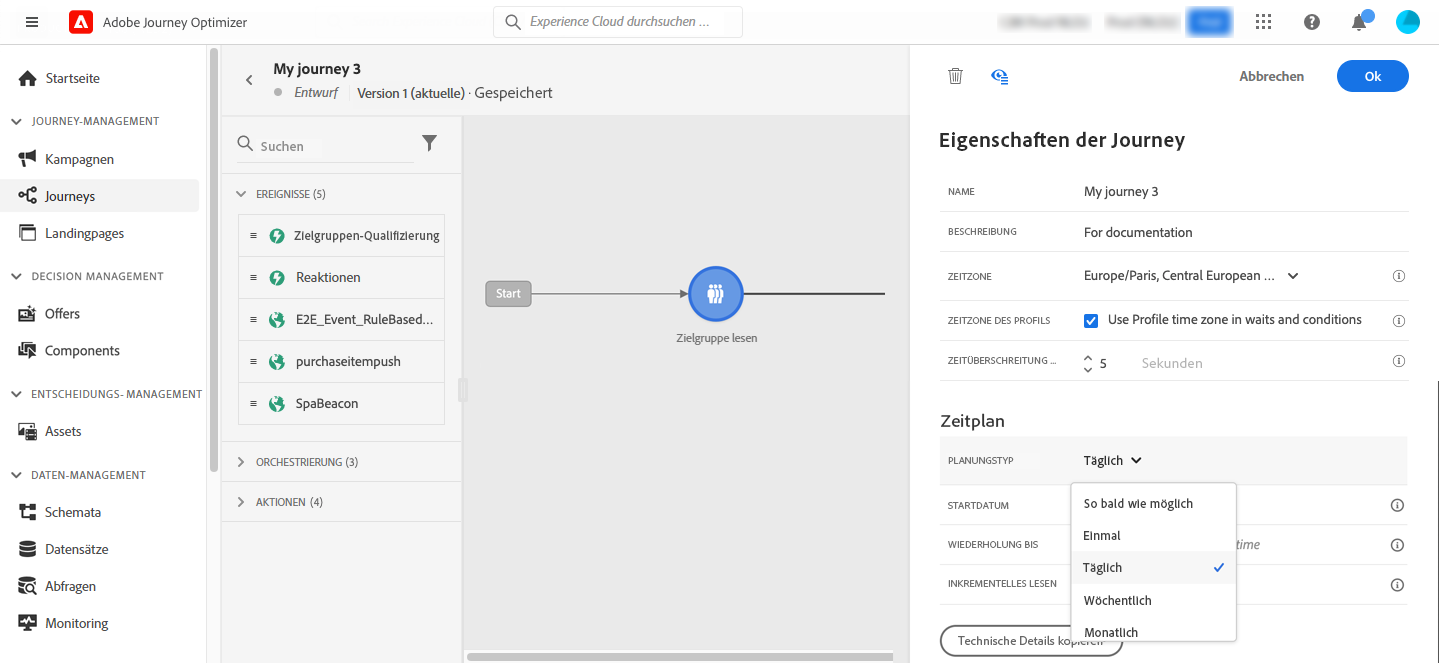 Adobe Journey Optimizer
Experience Cloud durchsuchen ...
Startseite
JOURNEY-MANAGEMENT
Kampagnen
Journeys
Landingpages
DECISION MANAGEMENT
Offers
Components
ENTSCHEIDUNGS- MANAGEMENT
Assets
DATEN-MANAGEMENT
Schemata
Datensätze
Abfragen
Monitoring
My journey 3
Entwurf
Version 1 (aktuelle) · Gespeichert
Suchen
EREIGNISSE (5)
Zielgruppen-Qualifizierung
Reaktionen
E2E_Event_RuleBased...
purchaseitempush
SpaBeacon
ORCHESTRIERUNG (3)
AKTIONEN (4)
Start
Zielgruppe lesen
Abbrechen
Ok
Eigenschaften der Journey
NAME
My journey 3
BESCHREIBUNG
For documentation
ZEITZONE
Europe/Paris, Central European ...
ZEITZONE DES PROFILS
Use Profile time zone in waits and conditions
ZEITÜBERSCHREITUNG ...
5
Sekunden
Zeitplan
PLANUNGSTYP
Täglich
STARTDATUM
WIEDERHOLUNG BIS
time
INKREMENTELLES LESEN
So bald wie möglich
Einmal
Täglich
Wöchentlich
Monatlich
Technische Details kopieren